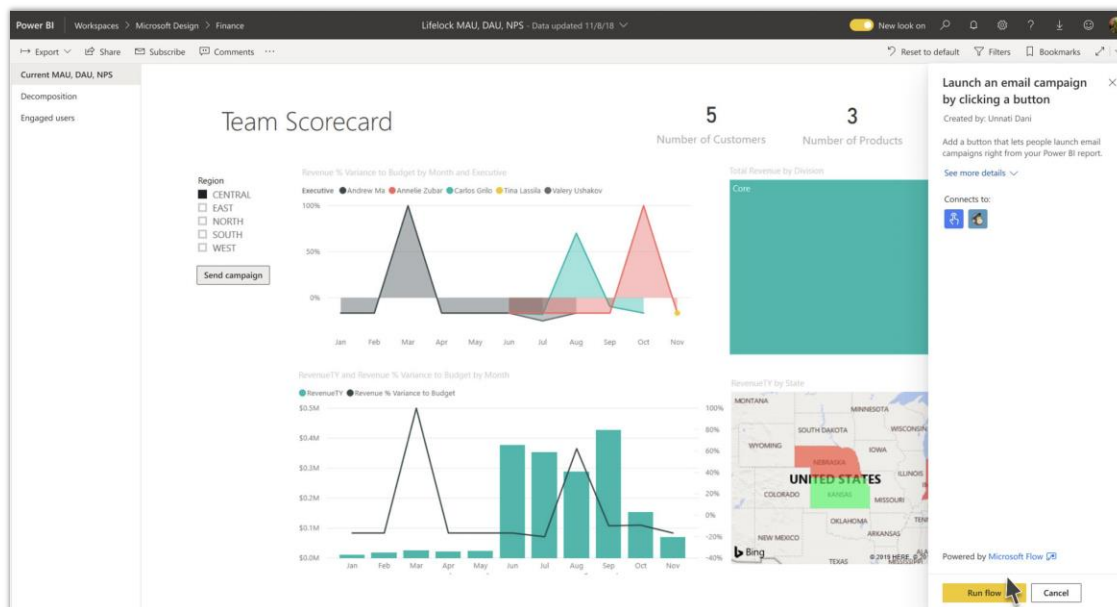 Power BI Workspaces > Microsoft Design > Finance Lifelock MAU, DAU, NPS - Data updated 11/8/18 New look on
Export Share Subscribe Comments ··· Reset to default Filters Bookmarks
Current MAU, DAU, NPS
Decomposition
Engaged users
Team Scorecard
5
Number of Customers
3
Number of Products
Region
CENTRAL
EAST
NORTH
SOUTH
WEST
Send campaign
Revenue % Variance to Budget by Month and Executive
Executive Andrew Ma Annelie Zubar Carlos Grilo Tina Lassila Valery Ushakov
100%
50%
0%
Jan Feb Mar Apr May Jun Jul Aug Sep Oct Nov
Total Revenue by Division
Core
RevenueTY and Revenue % Variance to Budget by Month
RevenueTY Revenue % Variance to Budget
$0.5M
$0.4M
$0.3M
$0.2M
$0.1M
$0.0M
100%
80%
60%
40%
20%
0%
-20%
-40%
Jan Feb Mar Apr May Jun Jul Aug Sep Oct Nov
RevenueTY by State
MONTANA
MINNESOTA
SOUTH DAKOTA
WISCONSIN
WYOMING
IOWA
NEBRASKA
UNITED STATES
ILLINOIS
COLORADO
KANSAS
MISSOURI
OKLAHOMA
NEW MEXICO
ARKANSAS
Bing
TEXAS
© 2019 HERE
Launch an email campaign
by clicking a button
Created by: Unnati Dani
Add a button that lets people launch email
campaigns right from your Power BI report.
See more details
Connects to:
Powered by Microsoft Flow
Run flow Cancel